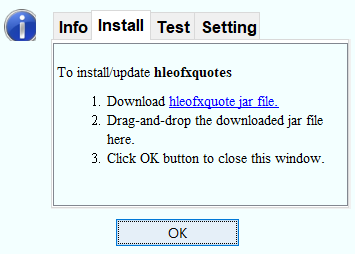 Info Install Test Setting
To install/update hleofxquotes
1. Download hleofxquote jar file.
2. Drag-and-drop the downloaded jar file
here.
3. Click OK button to close this window.
OK